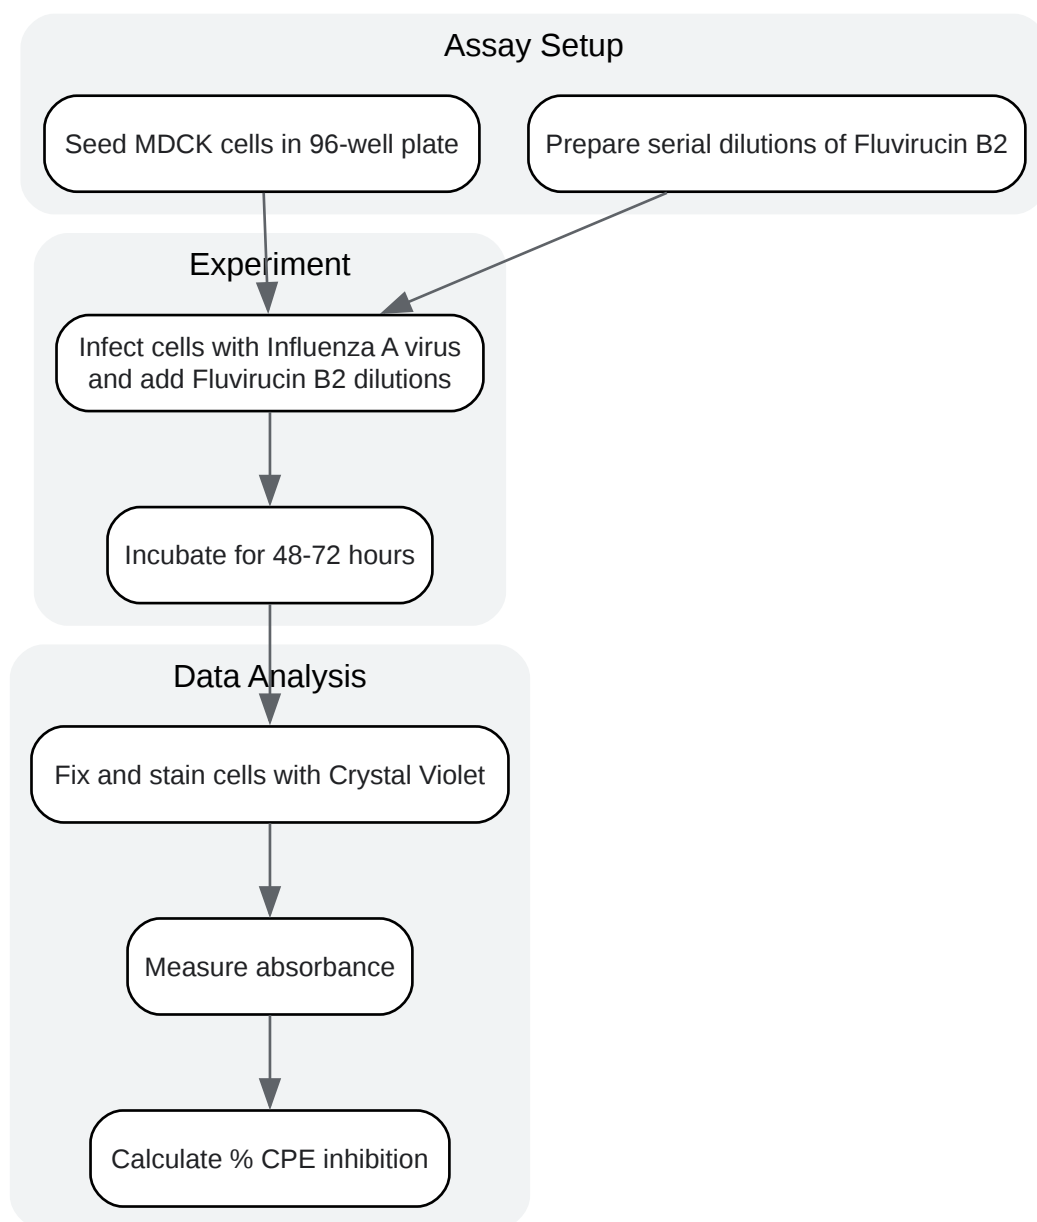 Assay Setup
Seed MDCK cells in 96-well plate
Prepare serial dilutions of Fluvirucin B2
Experiment
Infect cells with Influenza A virus
and add Fluvirucin B2 dilutions
Incubate for 48-72 hours
Data Analysis
Fix and stain cells with Crystal Violet
Measure absorbance
Calculate % CPE inhibition